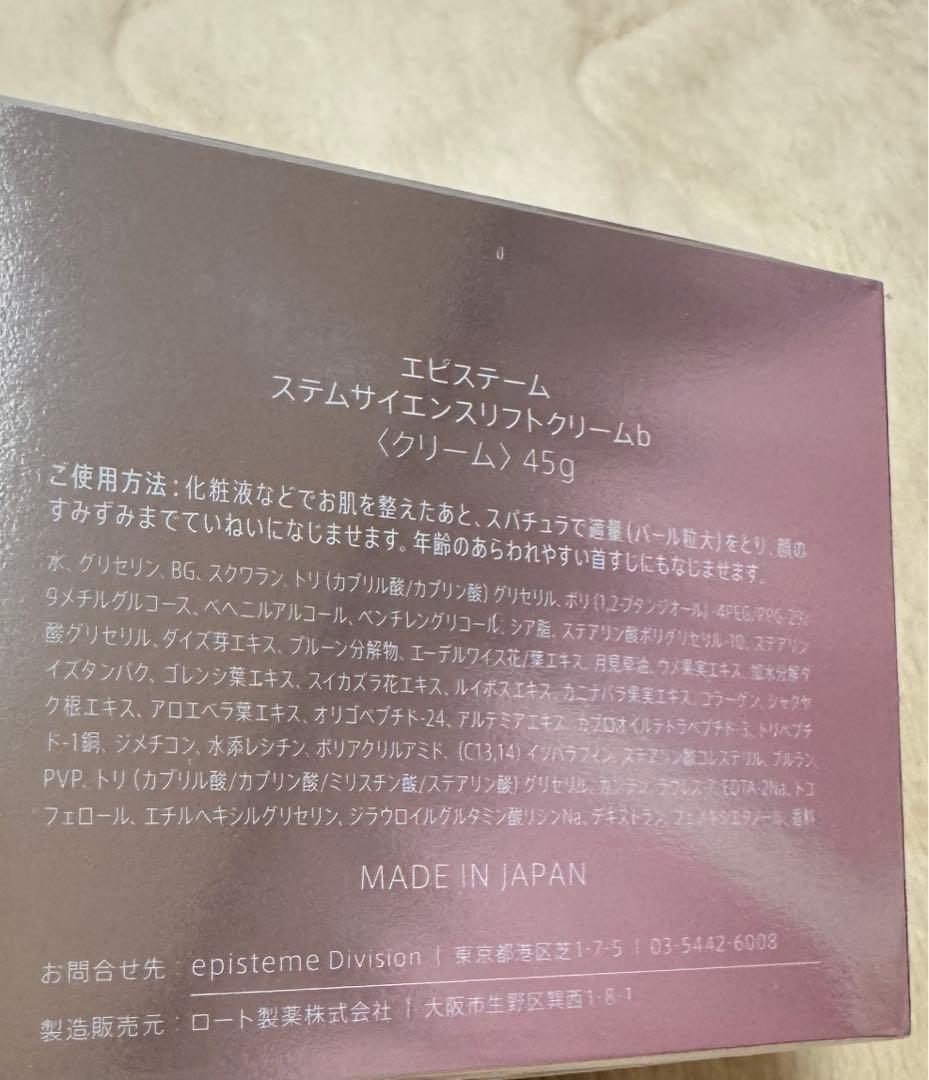 エピステーム
ステムサイエンスリフトクリームb
〈クリーム〉45g
ご使用方法：化粧液などでお肌を整えたあと、スパチュラで適量(パール粒大)をとり、顔の
すみずみまでていねいになじませます。年齢のあらわれやすい首すじにもなじませます。
水、グリセリン、BG、スクワラン、トリ(カプリル酸/カプリン酸)グリセリル、ポリ(1,2-ブタンジオール)-4PEG/PPG-29/
9メチルグルコース、ベヘニルアルコール、ペンチレングリコール、シア脂、ステアリン酸ポリグリセリル-10、ステアリン
酸グリセリル、ダイズ芽エキス、プルーン分解物、エーデルワイス花/葉エキス、月見草油、ウメ果実エキス、加水分解ダ
イズタンパク、ゴレンシ葉エキス、スイカズラ花エキス、ルイボスエキス、カニナバラ果実エキス、コラーゲン、シャクヤ
ク根エキス、アロエベラ葉エキス、オリゴペプチド-24、アルテミアエキス、カプロオイルテトラペプチド-3、トリペプチ
ド-1銅、ジメチコン、水添レシチン、ポリアクリルアミド、(C13,14)イソパラフィン、ステアリン酸コレステリル、プルラン、
PVP、トリ(カプリル酸/カプリン酸/ミリスチン酸/ステアリン酸)グリセリル、カンテン、ラウレス-7、EDTA-2Na、トコ
フェロール、エチルヘキシルグリセリン、ジラウロイルグルタミン酸リシンNa、デキストラン、フェノキシエタノール、香料
MADE IN JAPAN
お問合せ先：episteme Division | 東京都港区芝1-7-5 | 03-5442-6008
製造販売元：ロート製薬株式会社 | 大阪市生野区巽西1-8-1